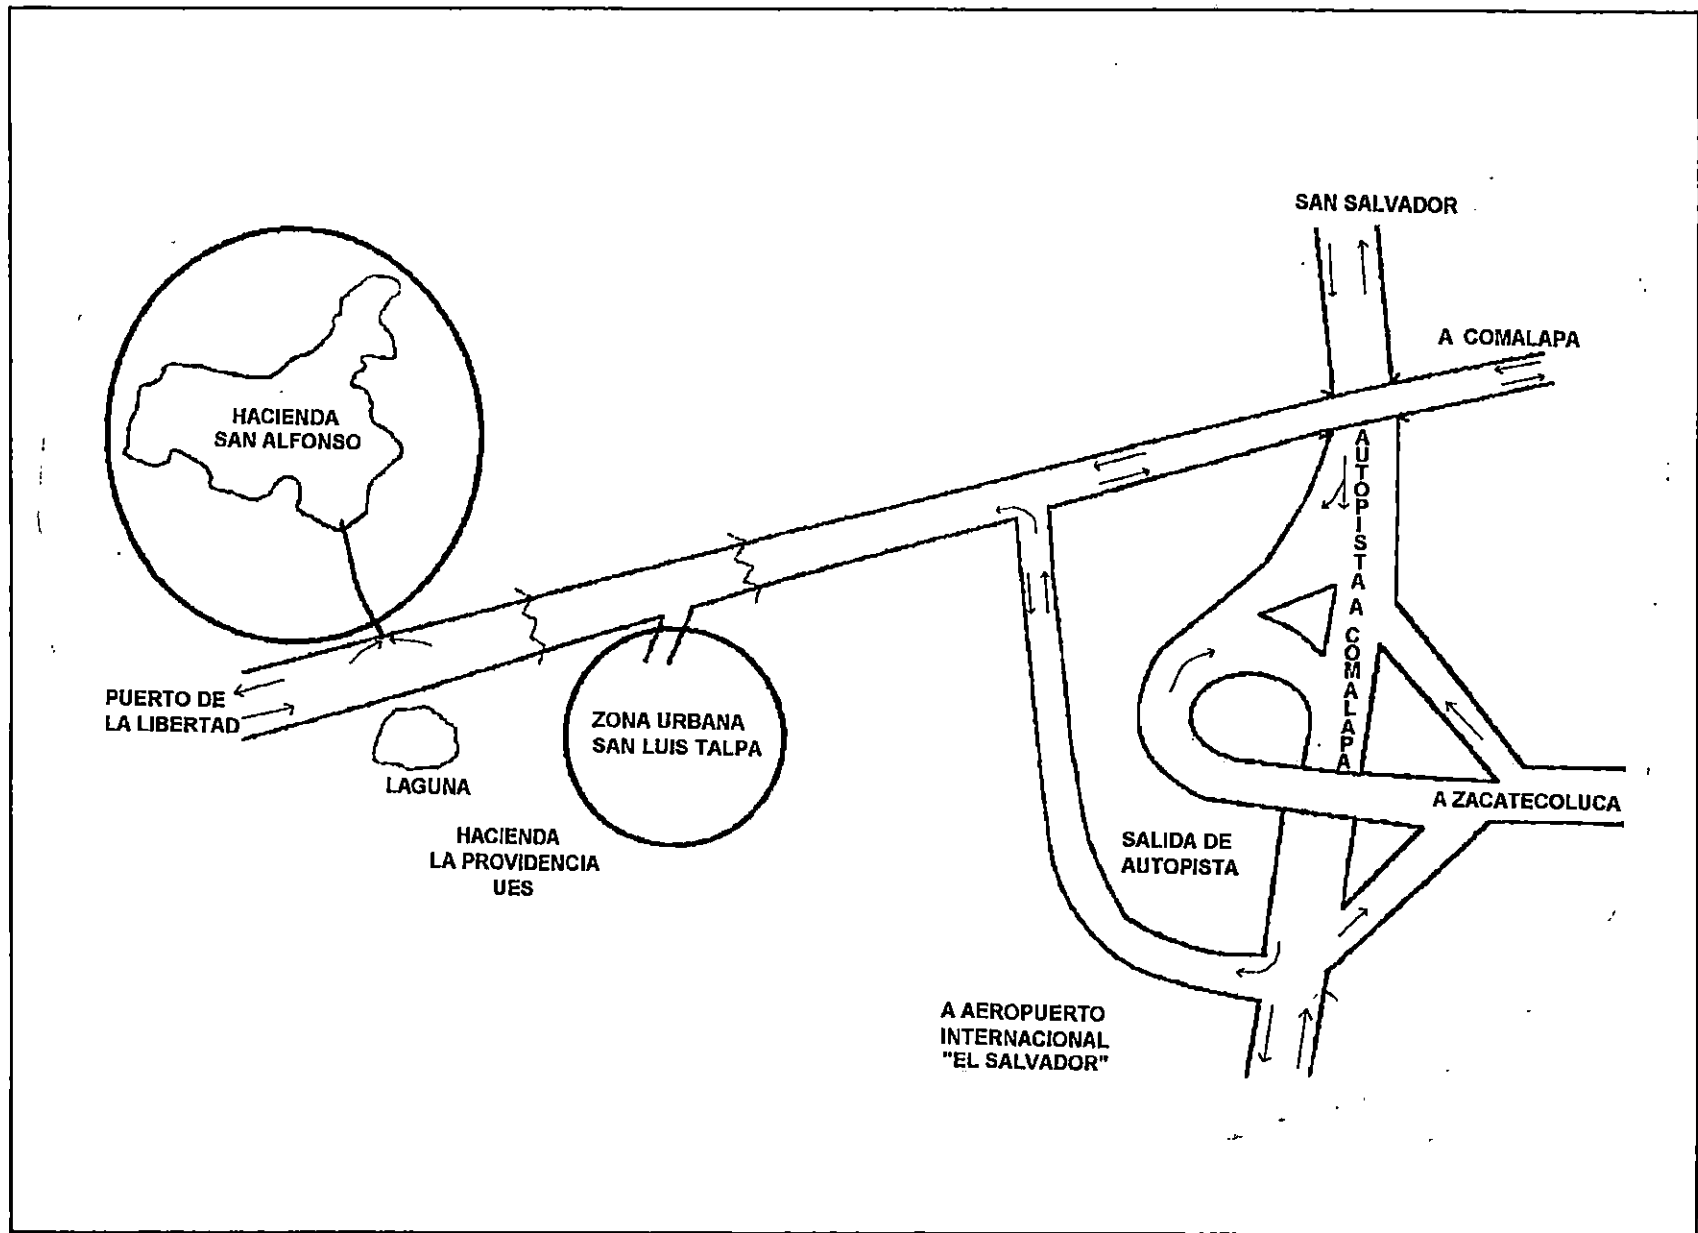 SAN SALVADOR
A COMALAPA
HACIENDA
SAN ALFONSO
AUTOPISTA A COMALAPA
PUERTO DE
LA LIBERTAD
ZONA URBANA
SAN LUIS TALPA
LAGUNA
A ZACATECOLUCA
HACIENDA
LA PROVIDENCIA
UES
SALIDA DE
AUTOPISTA
A AEROPUERTO
INTERNACIONAL
"EL SALVADOR"